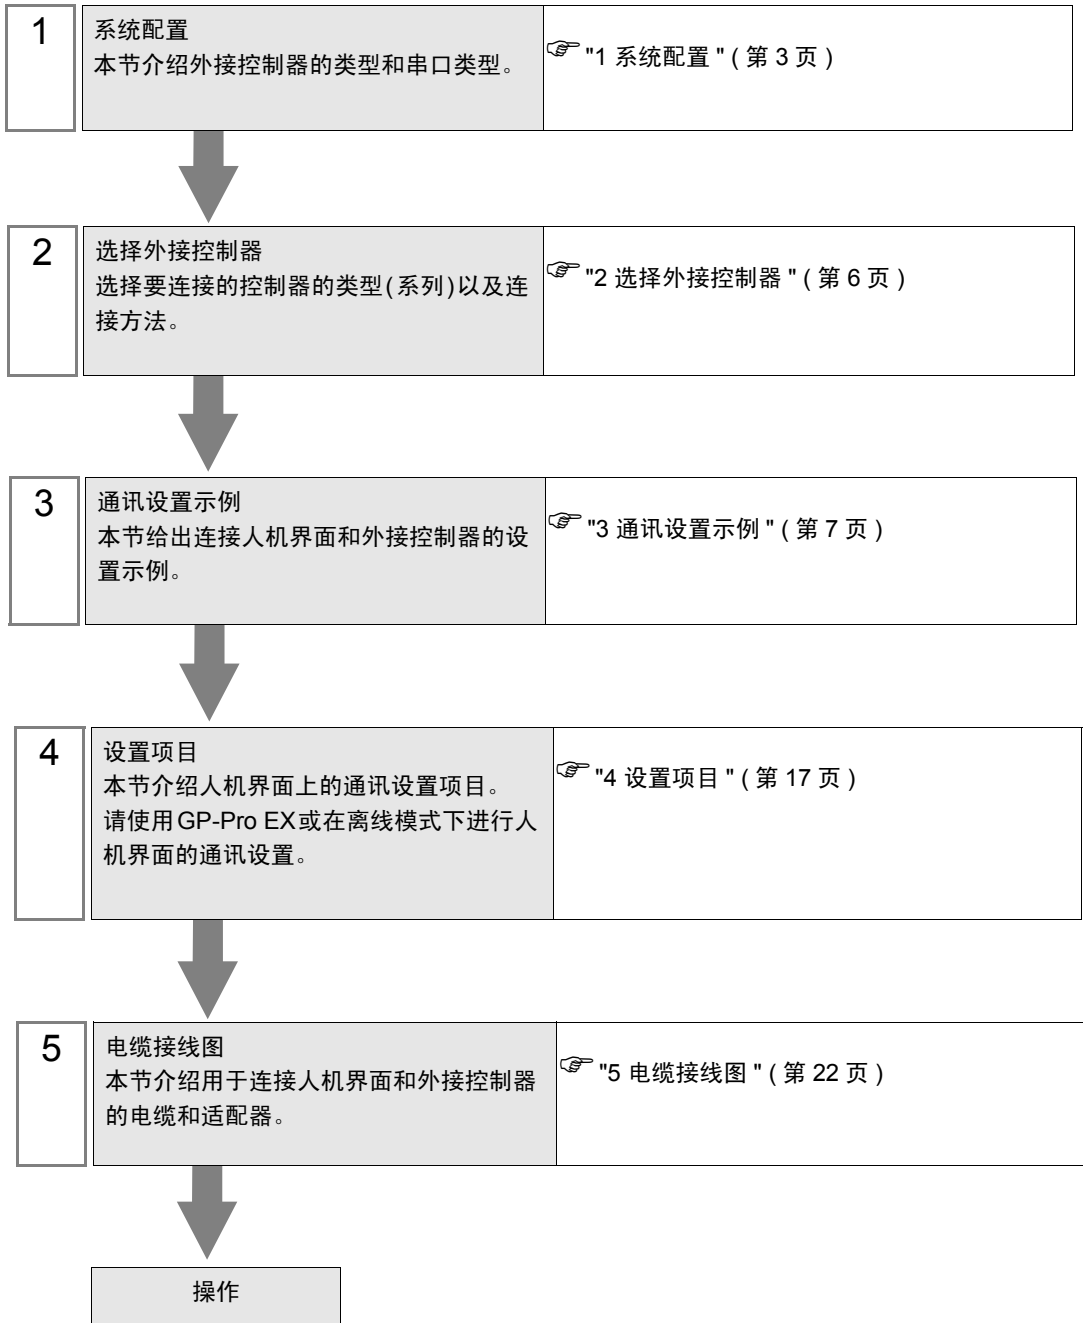 1
系统配置
本节介绍外接控制器的类型和串口类型。
☞ "1 系统配置 " ( 第 3 页 )
2
选择外接控制器
选择要连接的控制器的类型(系列)以及连
接方法。
☞ "2 选择外接控制器 " ( 第 6 页 )
3
通讯设置示例
本节给出连接人机界面和外接控制器的设
置示例。
☞ "3 通讯设置示例 " ( 第 7 页 )
4
设置项目
本节介绍人机界面上的通讯设置项目。
请使用GP-Pro EX或在离线模式下进行人
机界面的通讯设置。
☞ "4 设置项目 " ( 第 17 页 )
5
电缆接线图
本节介绍用于连接人机界面和外接控制器
的电缆和适配器。
☞ "5 电缆接线图 " ( 第 22 页 )
操作